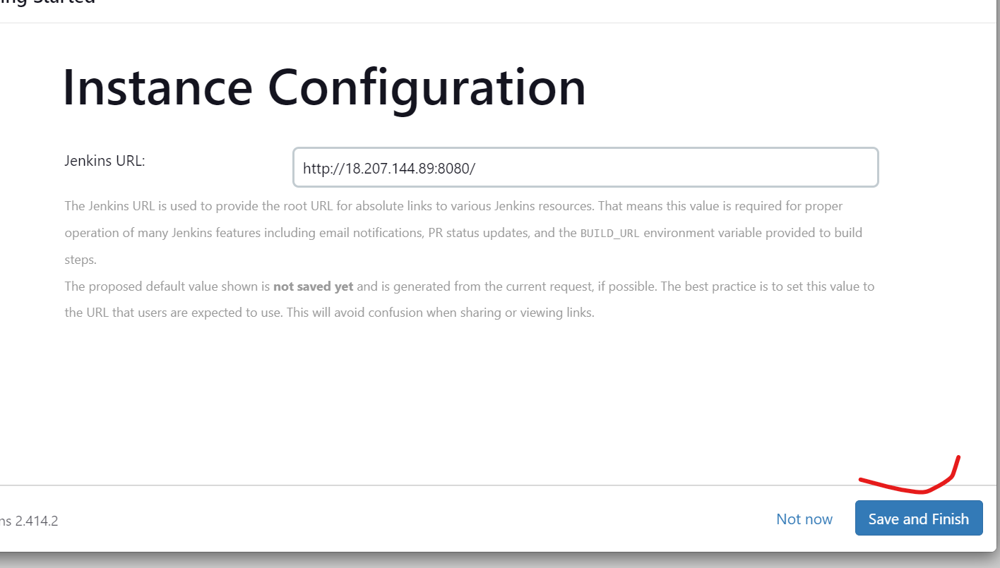 Started
Instance Configuration
Jenkins URL:
http://18.207.144.89:8080/
The Jenkins URL is used to provide the root URL for absolute links to various Jenkins resources. That means this value is required for proper
operation of many Jenkins features including email notifications, PR status updates, and the BUILD_URL environment variable provided to build
steps.
The proposed default value shown is not saved yet and is generated from the current request, if possible. The best practice is to set this value to
the URL that users are expected to use. This will avoid confusion when sharing or viewing links.
ns 2.414.2
Not now
Save and Finish